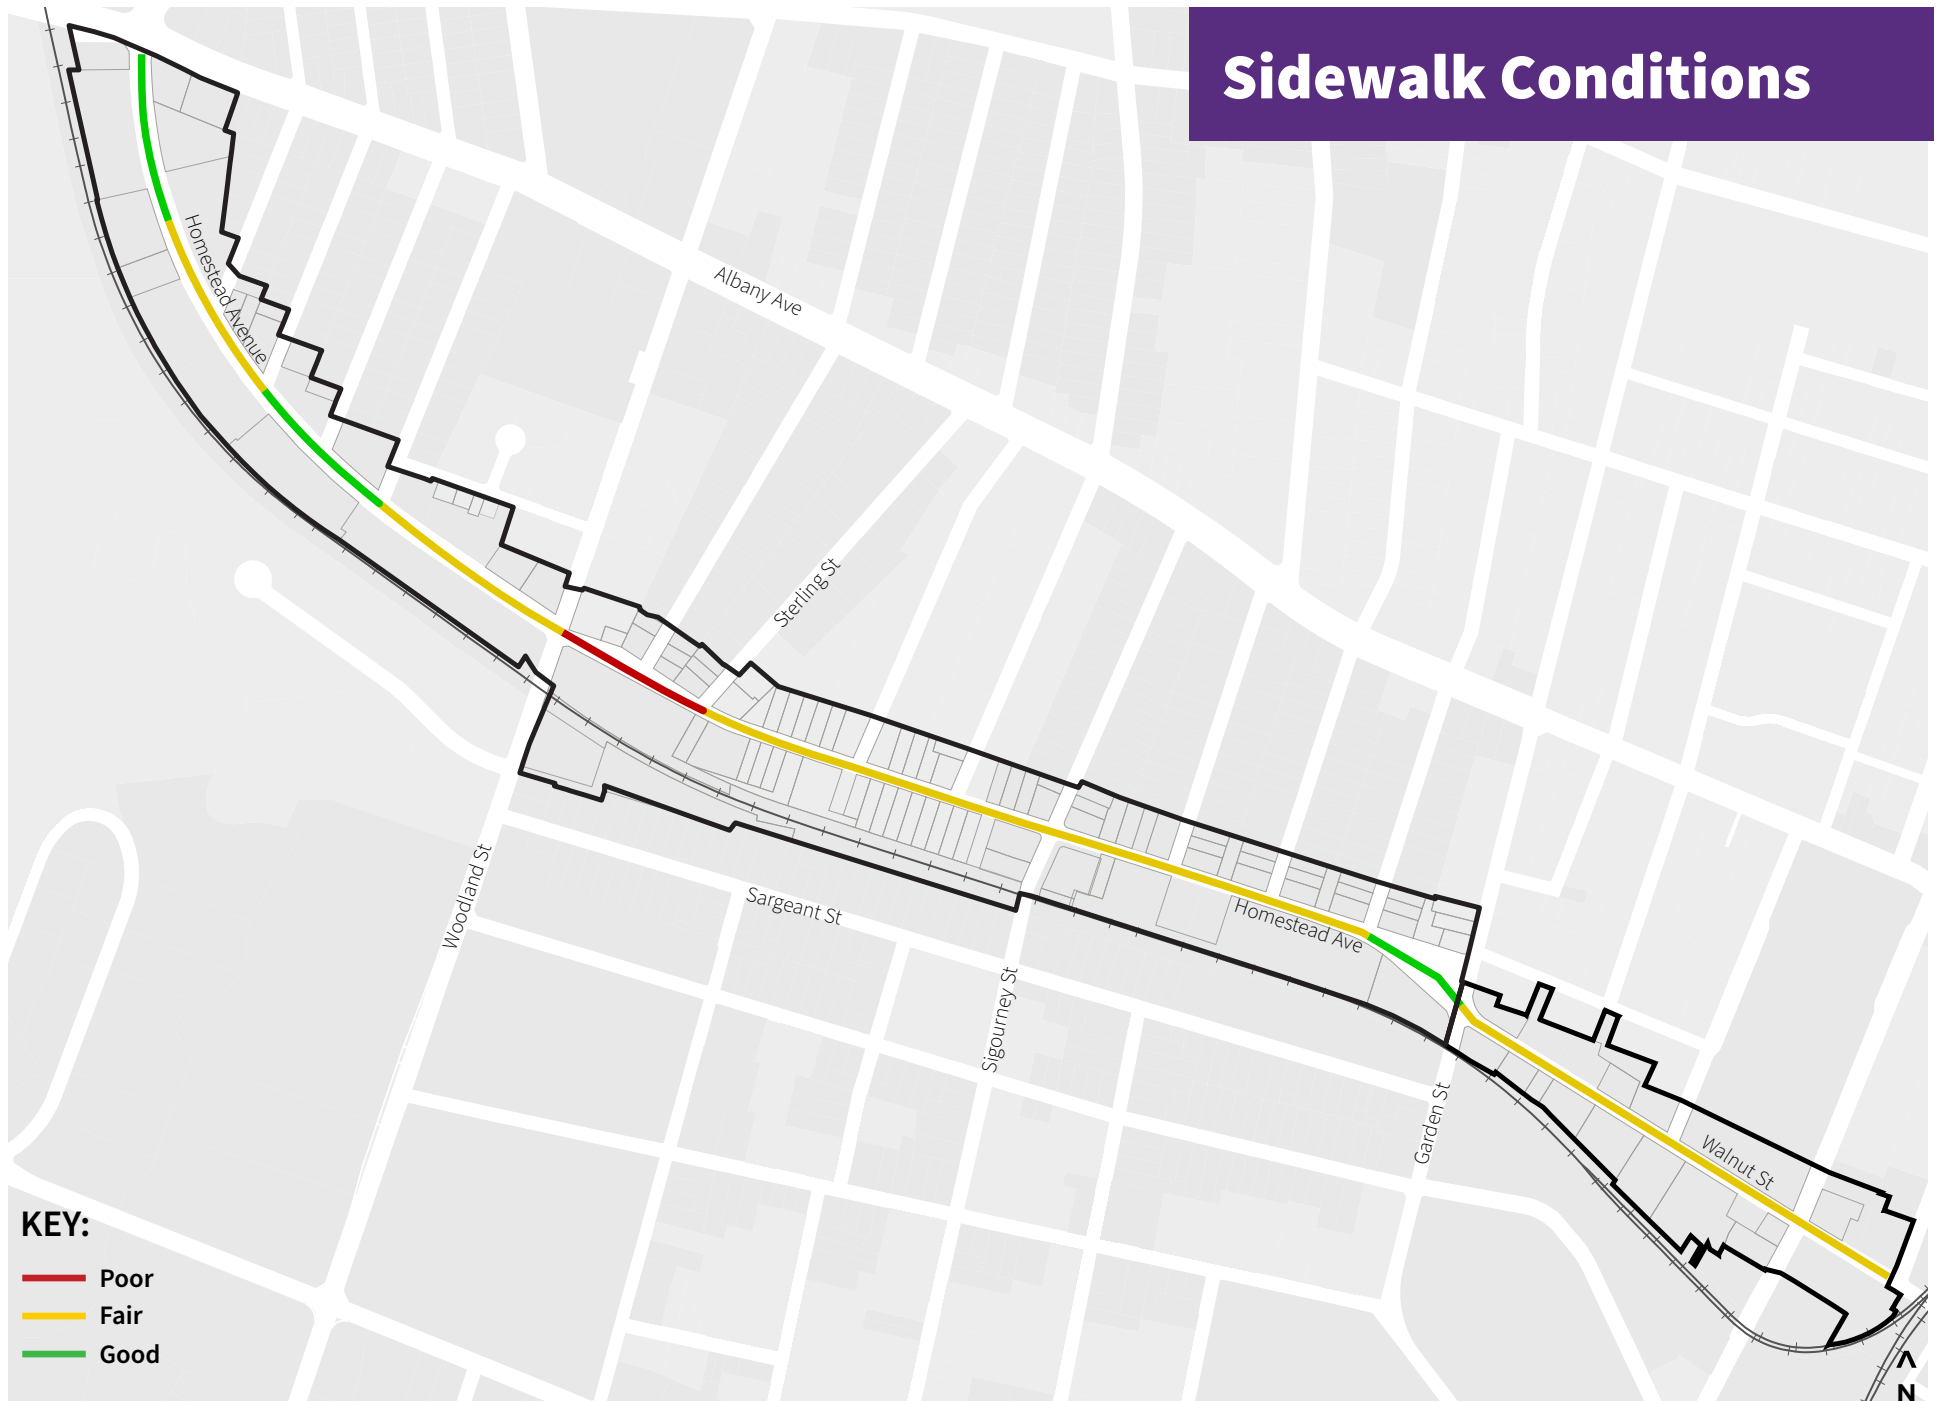 Sidewalk Conditions
Homestead Avenue
Albany Ave
Sterling St
Woodland St
Sargeant St
Homestead Ave
Sigourney St
Garden St
Walnut St
KEY:
Poor
Fair
Good
N